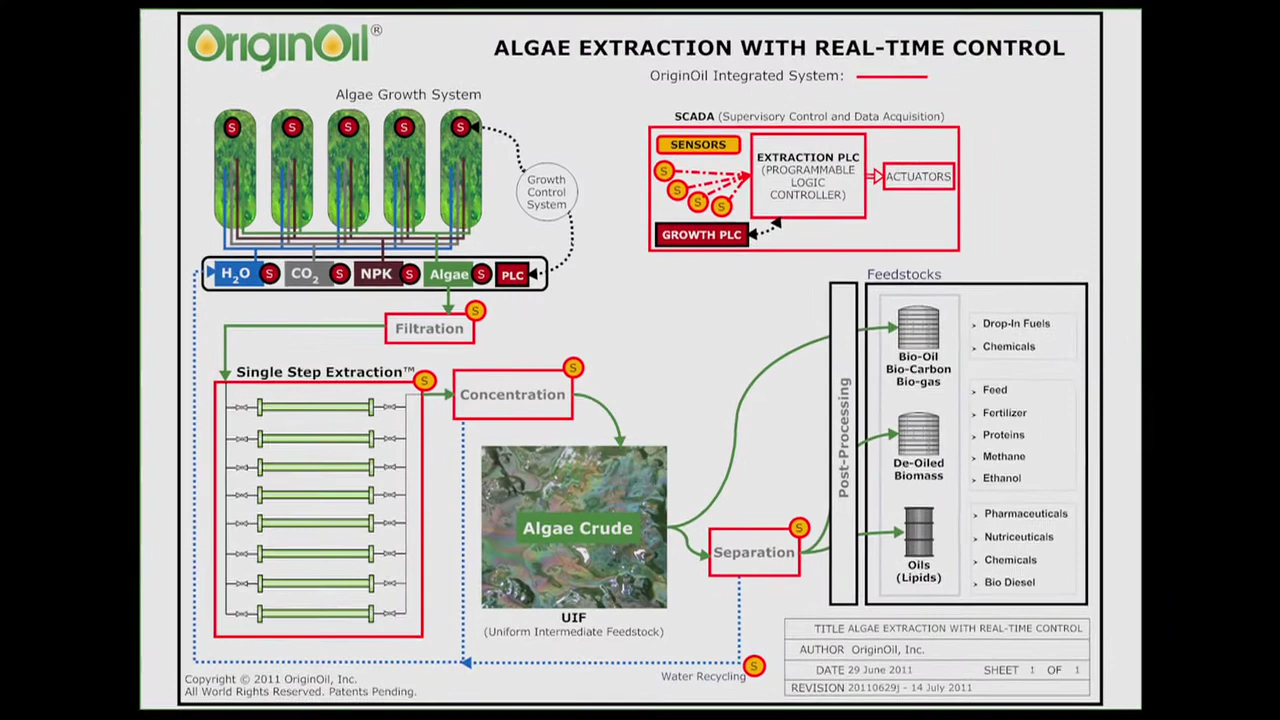 OriginOil®
ALGAE EXTRACTION WITH REAL-TIME CONTROL
OriginOil Integrated System:
Algae Growth System
S
S
S
S
S
Growth
Control
System
H2O
S
CO2
S
NPK
S
Algae
S
PLC
SCADA (Supervisory Control and Data Acquisition)
SENSORS
S
S
S
S
EXTRACTION PLC
(PROGRAMMABLE
LOGIC
CONTROLLER)
ACTUATORS
GROWTH PLC
Filtration
S
Single Step Extraction™
S
Concentration
S
Algae Crude
UIF
(Uniform Intermediate Feedstock)
Separation
S
Post-Processing
Feedstocks
Bio-Oil
Bio-Carbon
Bio-gas
Drop-In Fuels
Chemicals
De-Oiled
Biomass
Feed
Fertilizer
Proteins
Methane
Ethanol
Oils
(Lipids)
Pharmaceuticals
Nutriceuticals
Chemicals
Bio Diesel
Water Recycling
S
Copyright © 2011 OriginOil, Inc.
All World Rights Reserved. Patents Pending.
TITLE ALGAE EXTRACTION WITH REAL-TIME CONTROL
AUTHOR OriginOil, Inc.
DATE 29 June 2011 SHEET 1 OF 1
REVISION 20110629j - 14 July 2011